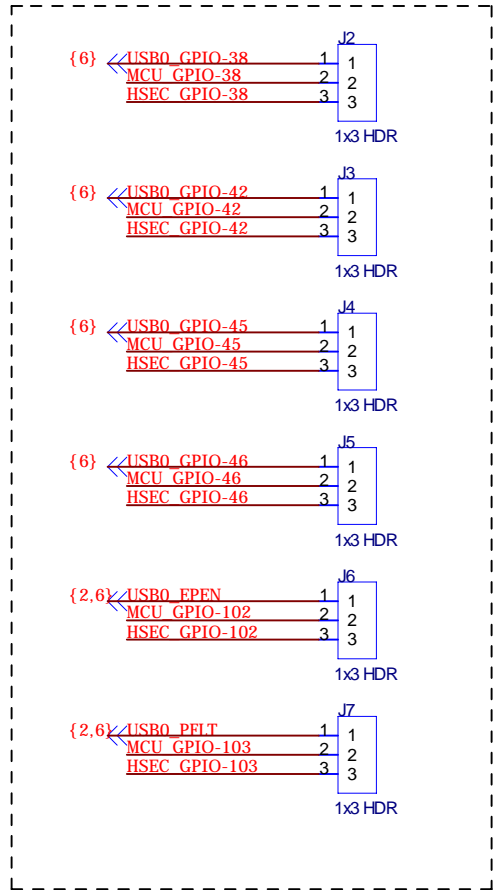 J2
{6} USB0_GPIO-38 1 1
MCU_GPIO-38 2 2
HSEC_GPIO-38 3 3
1x3 HDR
J3
{6} USB0_GPIO-42 1 1
MCU_GPIO-42 2 2
HSEC_GPIO-42 3 3
1x3 HDR
J4
{6} USB0_GPIO-45 1 1
MCU_GPIO-45 2 2
HSEC_GPIO-45 3 3
1x3 HDR
J5
{6} USB0_GPIO-46 1 1
MCU_GPIO-46 2 2
HSEC_GPIO-46 3 3
1x3 HDR
J6
{2,6} USB0_EPEN 1 1
MCU_GPIO-102 2 2
HSEC_GPIO-102 3 3
1x3 HDR
J7
{2,6} USB0_PFLT 1 1
MCU_GPIO-103 2 2
HSEC_GPIO-103 3 3
1x3 HDR